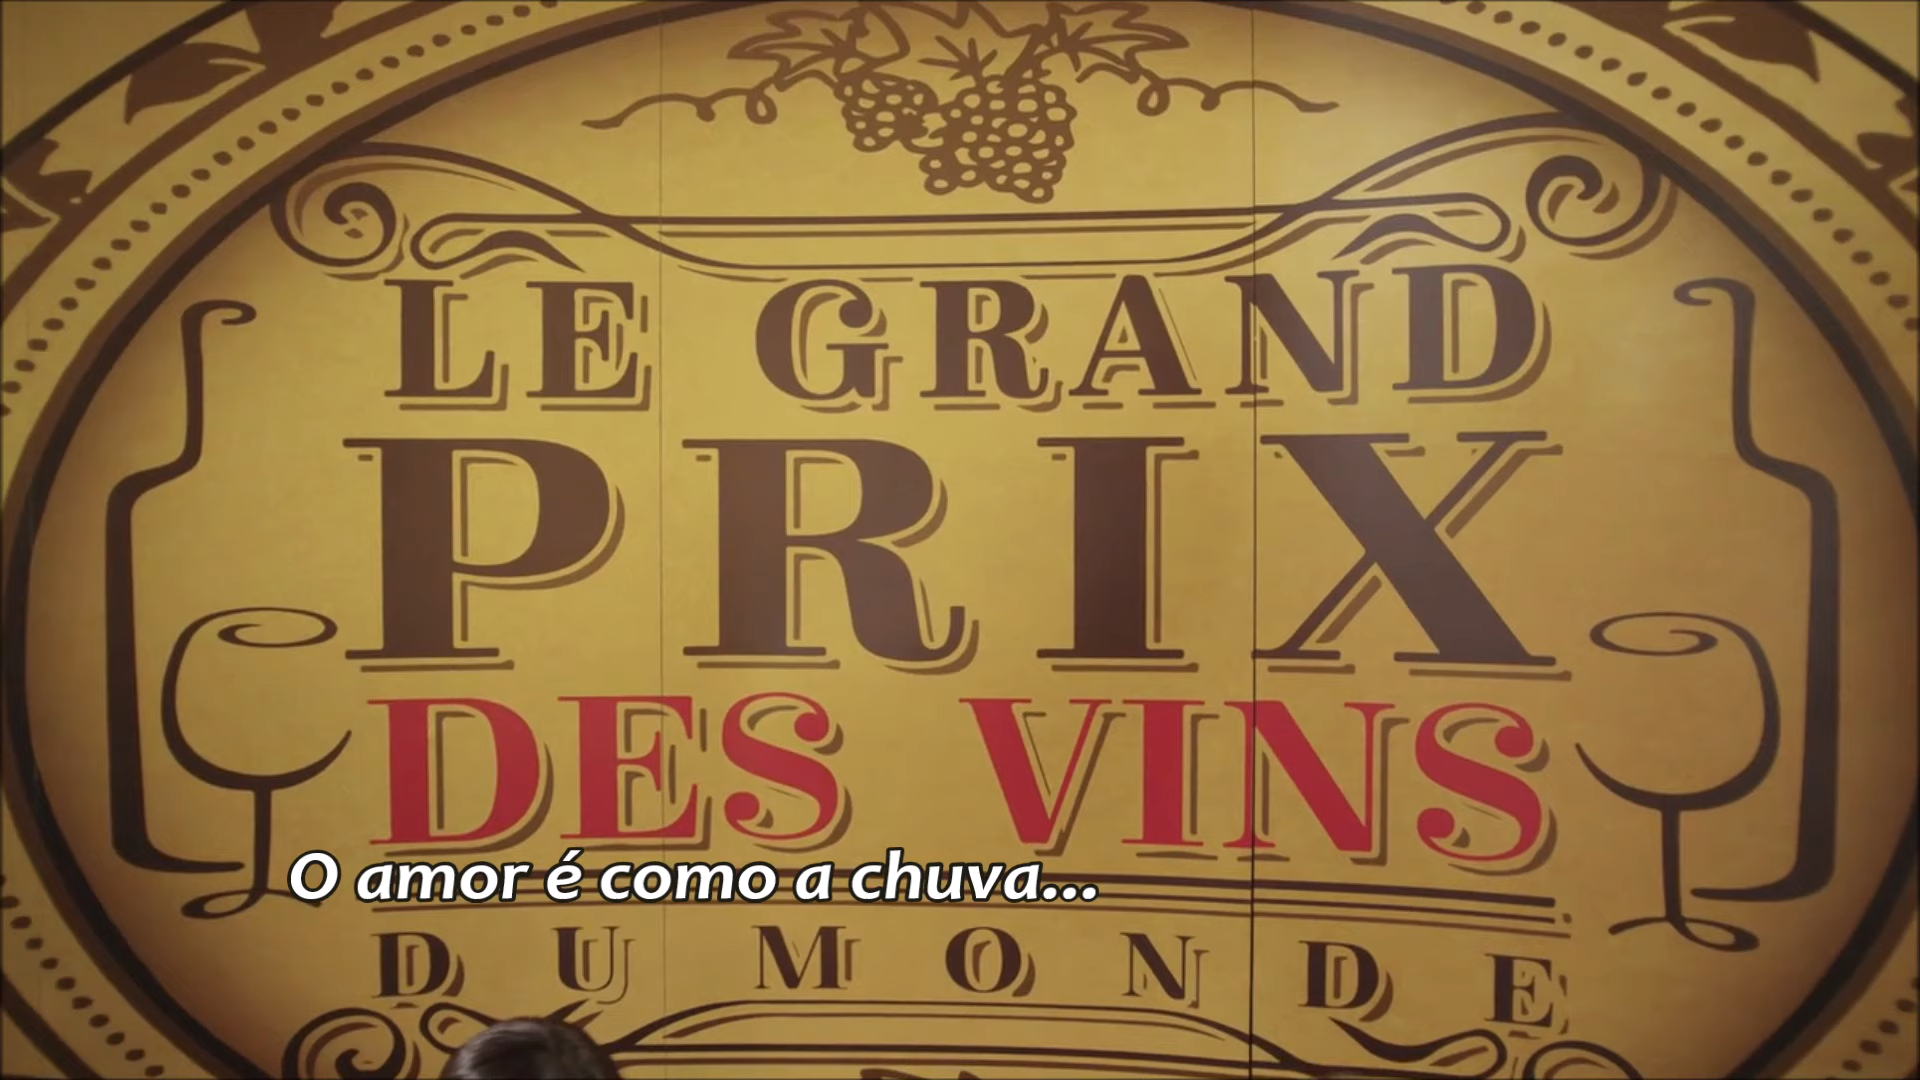 LE GRAND
PRIX
DES VINS
O amor é como a chuva...
DU MONDE